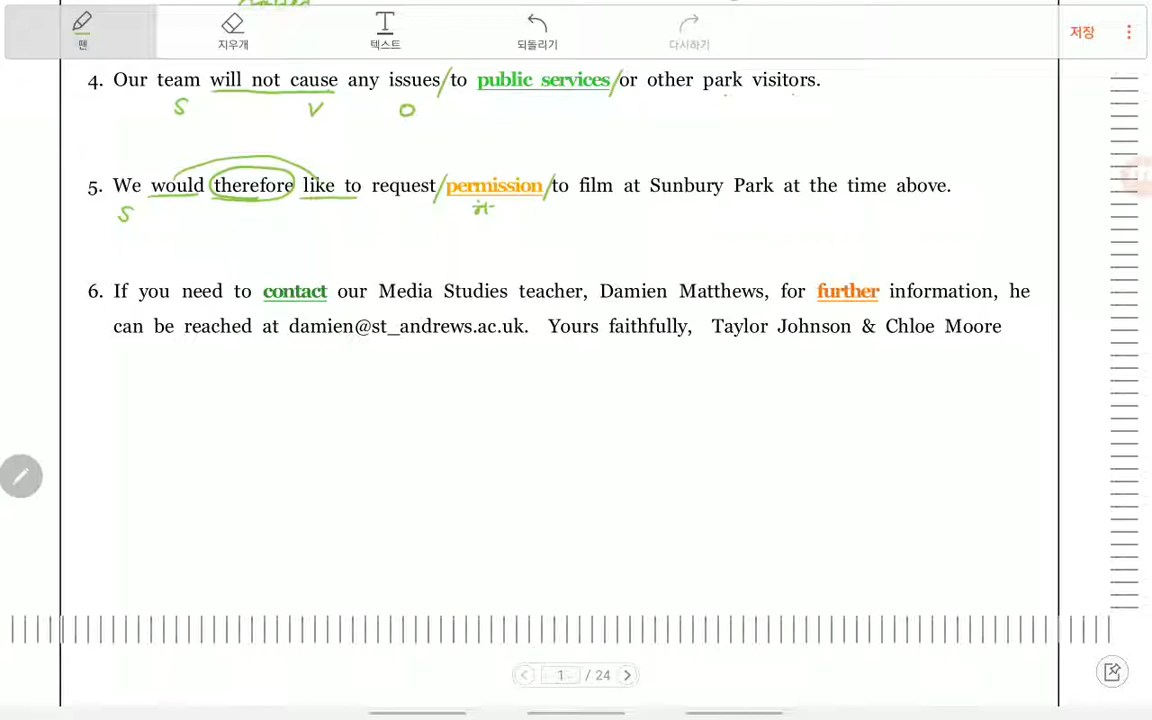 펜 지우개 텍스트 되돌리기 다시하기 저장
4. Our team will not cause any issues/to public services/or other park visitors.
S V O
5. We would therefore like to request/permission/to film at Sunbury Park at the time above.
S
6. If you need to contact our Media Studies teacher, Damien Matthews, for further information, he
can be reached at damien@st_andrews.ac.uk. Yours faithfully, Taylor Johnson & Chloe Moore
1 / 24